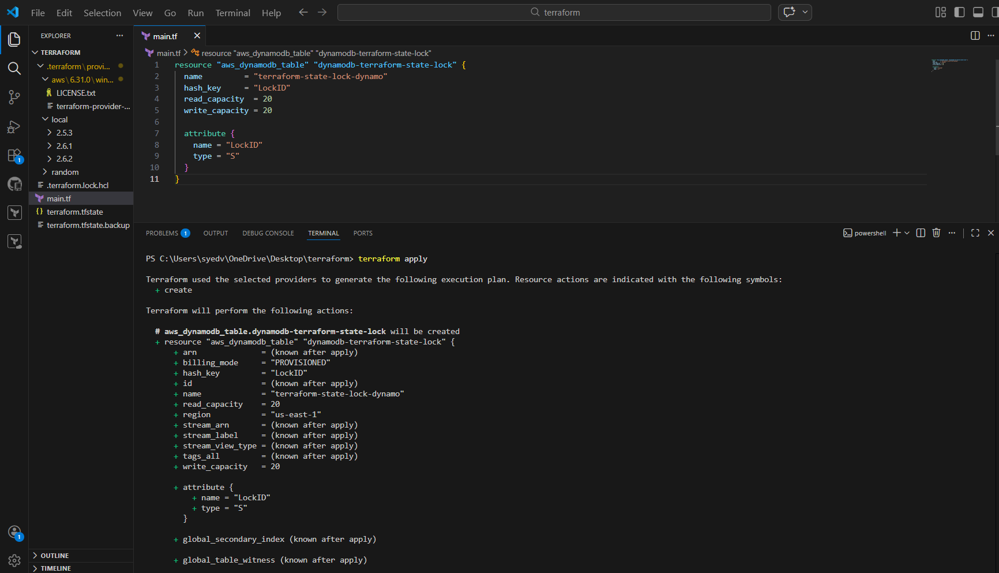 File Edit Selection View Go Run Terminal Help
terraform
EXPLORER
TERRAFORM
.terraform\provi...
aws\6.31.0\win...
LICENSE.txt
terraform-provider-...
local
2.5.3
2.6.1
2.6.2
random
.terraform.lock.hcl
main.tf
terraform.tfstate
terraform.tfstate.backup
OUTLINE
TIMELINE
1
1
main.tf
main.tf > resource "aws_dynamodb_table" "dynamodb-terraform-state-lock"
1 resource "aws_dynamodb_table" "dynamodb-terraform-state-lock" {
2 name = "terraform-state-lock-dynamo"
3 hash_key = "LockID"
4 read_capacity = 20
5 write_capacity = 20
6
7 attribute {
8 name = "LockID"
9 type = "S"
10 }
11 }
PROBLEMS 1 OUTPUT DEBUG CONSOLE TERMINAL PORTS
powershell
PS C:\Users\syedv\OneDrive\Desktop\terraform> terraform apply
Terraform used the selected providers to generate the following execution plan. Resource actions are indicated with the following symbols:
+ create
Terraform will perform the following actions:
# aws_dynamodb_table.dynamodb-terraform-state-lock will be created
+ resource "aws_dynamodb_table" "dynamodb-terraform-state-lock" {
+ arn = (known after apply)
+ billing_mode = "PROVISIONED"
+ hash_key = "LockID"
+ id = (known after apply)
+ name = "terraform-state-lock-dynamo"
+ read_capacity = 20
+ region = "us-east-1"
+ stream_arn = (known after apply)
+ stream_label = (known after apply)
+ stream_view_type = (known after apply)
+ tags_all = (known after apply)
+ write_capacity = 20
+ attribute {
+ name = "LockID"
+ type = "S"
}
+ global_secondary_index (known after apply)
+ global_table_witness (known after apply)